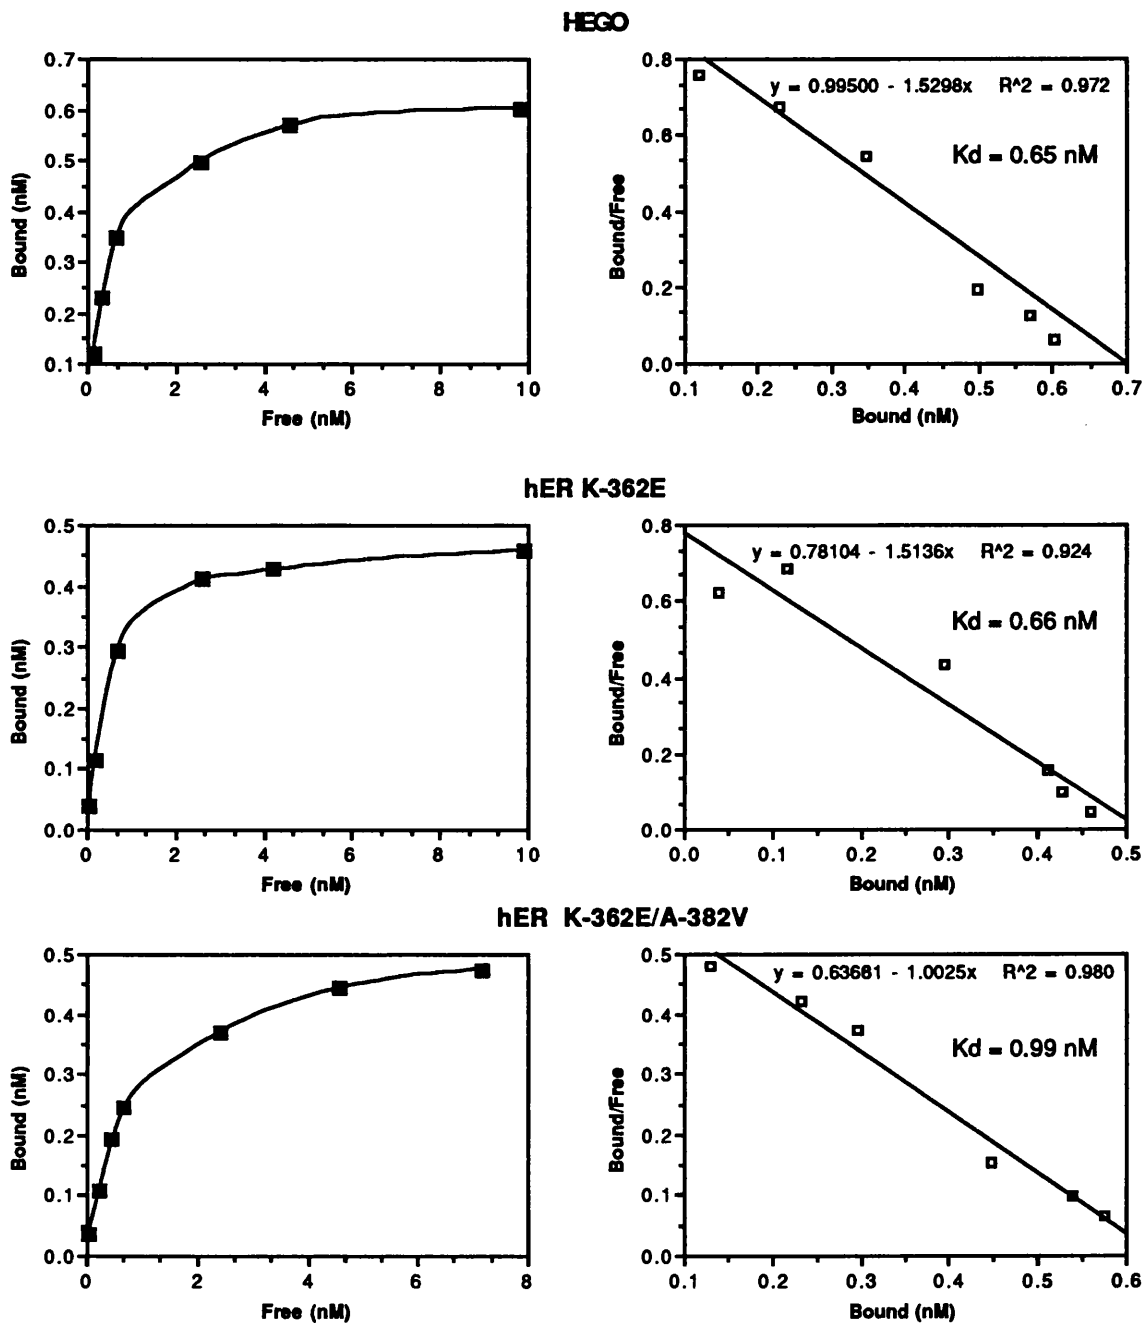 HEGO
0.7
0.6
0.5
0.4
0.3
0.2
0.1
Bound (nM)
0 2 4 6 8 10
Free (nM)
0.8
0.6
0.4
0.2
0.0
Bound/Free
y = 0.99500 - 1.5298x R^2 = 0.972
Kd = 0.65 nM
0.1 0.2 0.3 0.4 0.5 0.6 0.7
Bound (nM)
hER K-362E
0.5
0.4
0.3
0.2
0.1
0.0
Bound (nM)
0 2 4 6 8 10
Free (nM)
0.8
0.6
0.4
0.2
0.0
Bound/Free
y = 0.78104 - 1.5136x R^2 = 0.924
Kd = 0.66 nM
0.0 0.1 0.2 0.3 0.4 0.5
Bound (nM)
hER K-362E/A-382V
0.5
0.4
0.3
0.2
0.1
0.0
Bound (nM)
0 2 4 6 8
Free (nM)
0.5
0.4
0.3
0.2
0.1
0.0
Bound/Free
y = 0.63681 - 1.0025x R^2 = 0.980
Kd = 0.99 nM
0.1 0.2 0.3 0.4 0.5 0.6
Bound (nM)